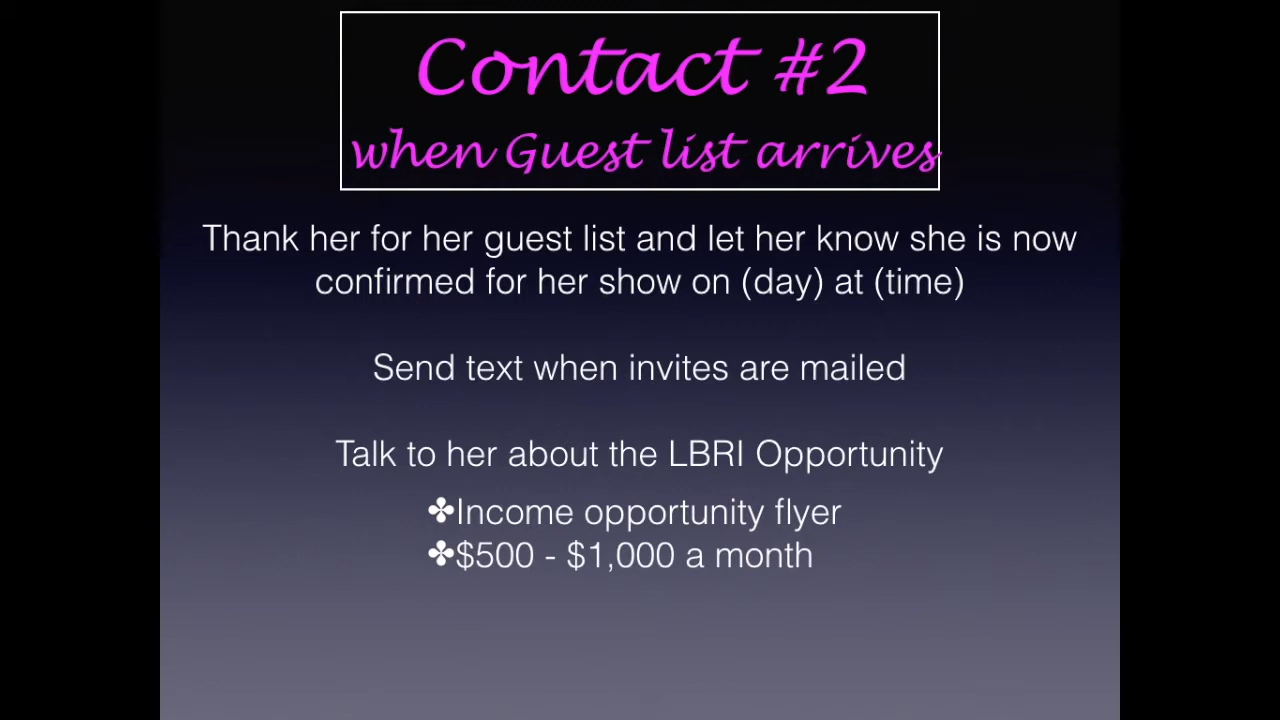 Contact #2
when Guest list arrives
Thank her for her guest list and let her know she is now
confirmed for her show on (day) at (time)
Send text when invites are mailed
Talk to her about the LBRI Opportunity
✤Income opportunity flyer
✤$500 - $1,000 a month